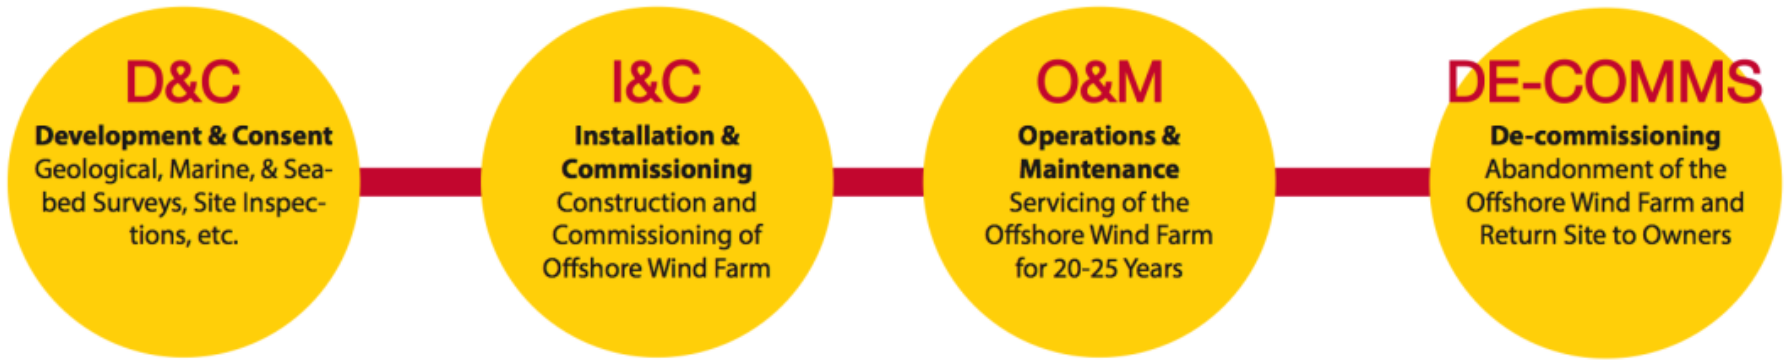 D&C
Development & Consent
Geological, Marine, & Sea-
bed Surveys, Site Inspec-
tions, etc.
I&C
Installation &
Commissioning
Construction and
Commissioning of
Offshore Wind Farm
O&M
Operations &
Maintenance
Servicing of the
Offshore Wind Farm
for 20-25 Years
DE-COMMS
De-commissioning
Abandonment of the
Offshore Wind Farm and
Return Site to Owners